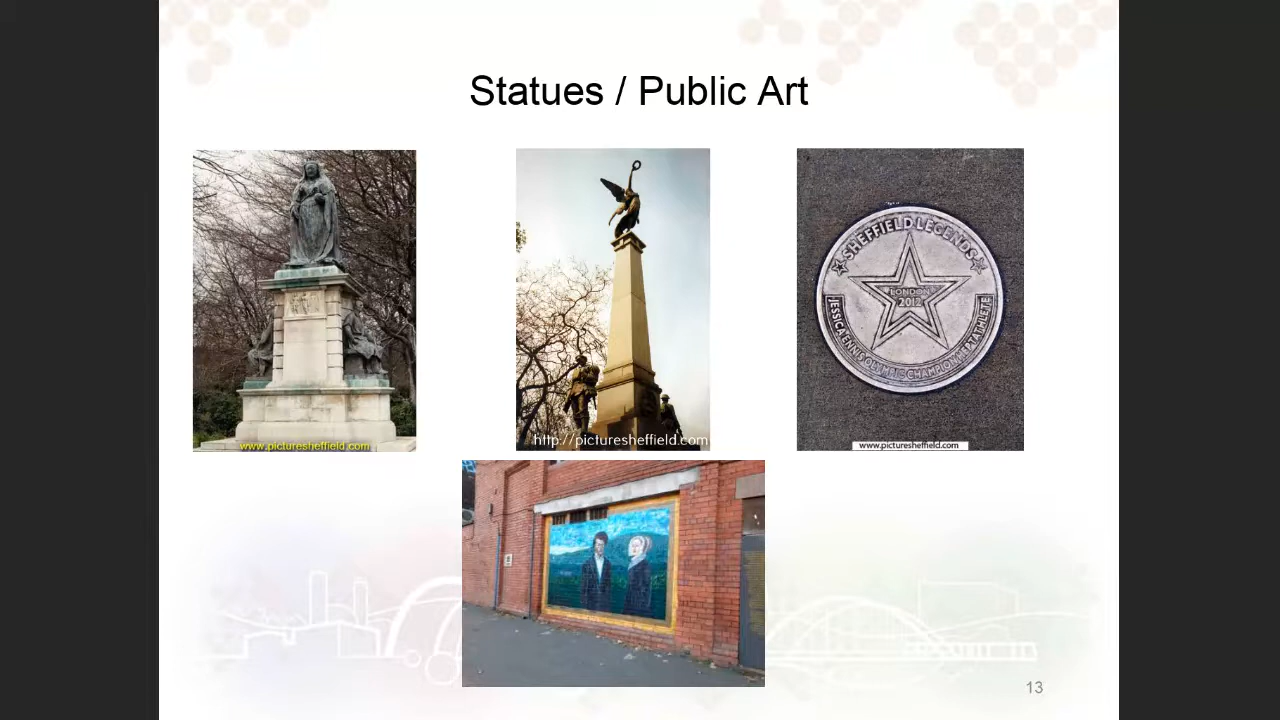 Statues / Public Art
www.picturesheffield.com
http://picturesheffield.com
SHEFFIELD LEGENDS
LONDON
2012
JESSICA ENNIS OLYMPIC CHAMPION HEPTATHLETE
www.picturesheffield.com
13